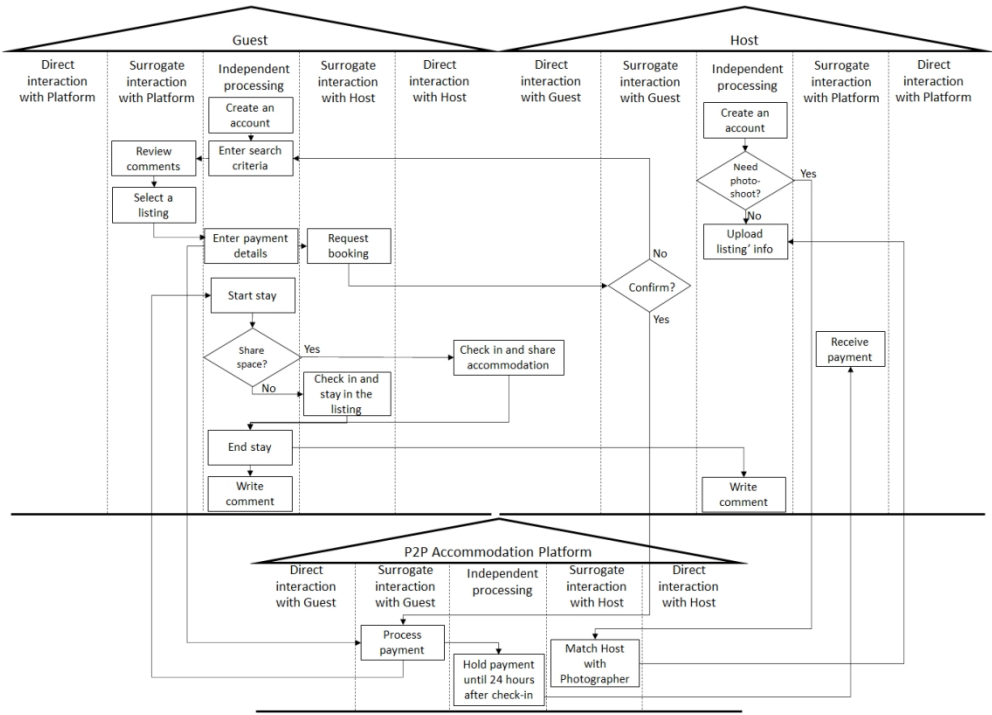 Guest
Direct
interaction
with Platform
Surrogate
interaction
with Platform
Independent
processing
Surrogate
interaction
with Host
Direct
interaction
with Host
Create an
account
Enter search
criteria
Review
comments
Select a
listing
Enter payment
details
Request
booking
Start stay
Share
space?
Yes
No
Check in and share
accommodation
Check in and
stay in the
listing
End stay
Write
comment
Host
Direct
interaction
with Guest
Surrogate
interaction
with Guest
Independent
processing
Surrogate
interaction
with Platform
Direct
interaction
with Platform
Create an
account
Need
photo-
shoot?
Yes
No
Upload
listing' info
No
Confirm?
Yes
Receive
payment
Write
comment
P2P Accommodation Platform
Direct
interaction
with Guest
Surrogate
interaction
with Guest
Independent
processing
Surrogate
interaction
with Host
Direct
interaction
with Host
Process
payment
Hold payment
until 24 hours
after check-in
Match Host
with
Photographer